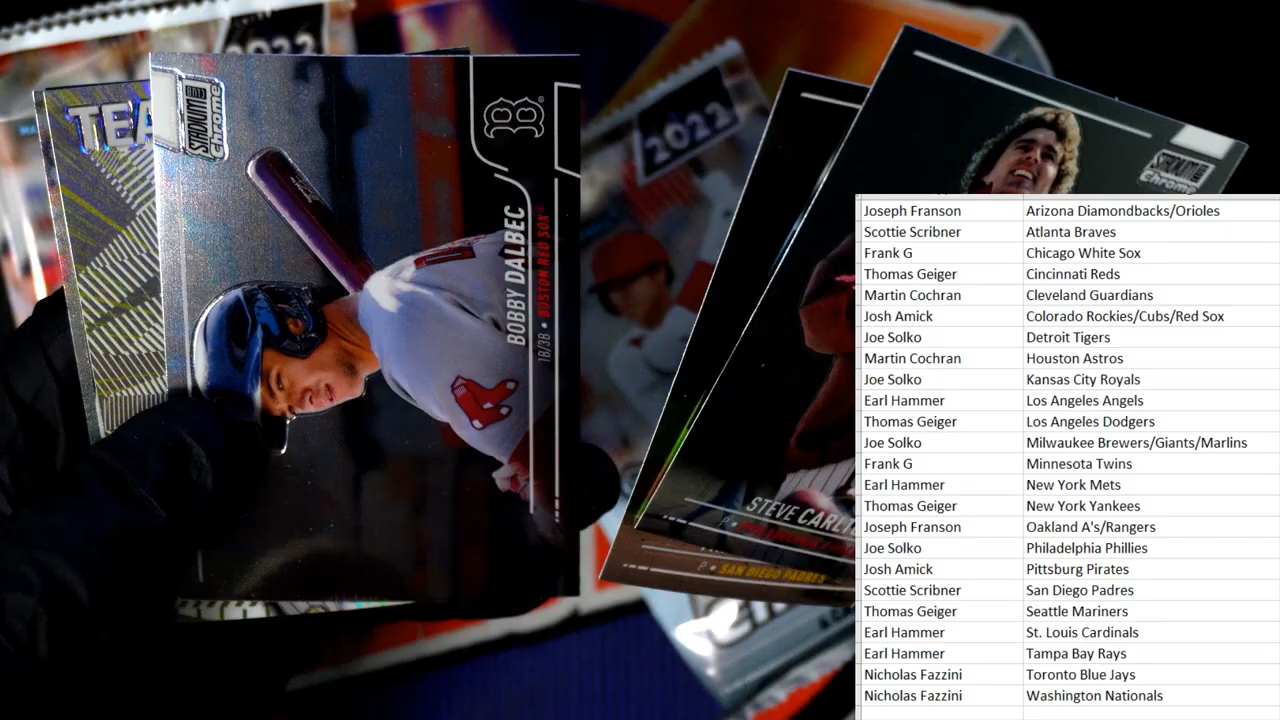 2022
TEA
STADIUM
CLUB
Chrome
B
BOBBY DALBEC
1B/3B • BOSTON RED SOX
2022
STADIUM
CLUB
Chrome
STEVE CARLT
P •
P • SAN DIEGO PADRES
Joseph Franson Arizona Diamondbacks/Orioles
Scottie Scribner Atlanta Braves
Frank G Chicago White Sox
Thomas Geiger Cincinnati Reds
Martin Cochran Cleveland Guardians
Josh Amick Colorado Rockies/Cubs/Red Sox
Joe Solko Detroit Tigers
Martin Cochran Houston Astros
Joe Solko Kansas City Royals
Earl Hammer Los Angeles Angels
Thomas Geiger Los Angeles Dodgers
Joe Solko Milwaukee Brewers/Giants/Marlins
Frank G Minnesota Twins
Earl Hammer New York Mets
Thomas Geiger New York Yankees
Joseph Franson Oakland A's/Rangers
Joe Solko Philadelphia Phillies
Josh Amick Pittsburg Pirates
Scottie Scribner San Diego Padres
Thomas Geiger Seattle Mariners
Earl Hammer St. Louis Cardinals
Earl Hammer Tampa Bay Rays
Nicholas Fazzini Toronto Blue Jays
Nicholas Fazzini Washington Nationals